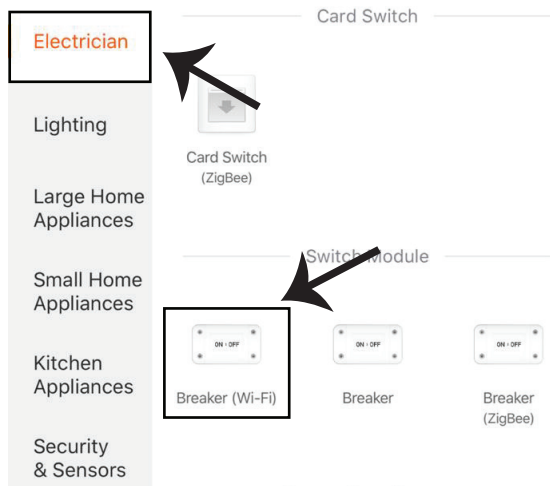 Electrician
Lighting
Large Home
Appliances
Small Home
Appliances
Kitchen
Appliances
Security
& Sensors
Card Switch
Card Switch
(ZigBee)
Switch Module
ON · OFF
Breaker (Wi-Fi)
ON · OFF
Breaker
ON · OFF
Breaker
(ZigBee)